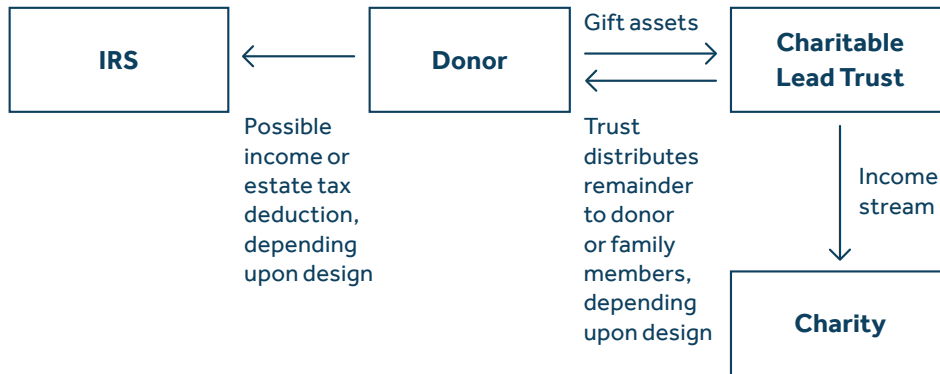 IRS
Donor
Gift assets
Charitable
Lead Trust
Possible
income or
estate tax
deduction,
depending
upon design
Trust
distributes
remainder
to donor
or family
members,
depending
upon design
Income
stream
Charity